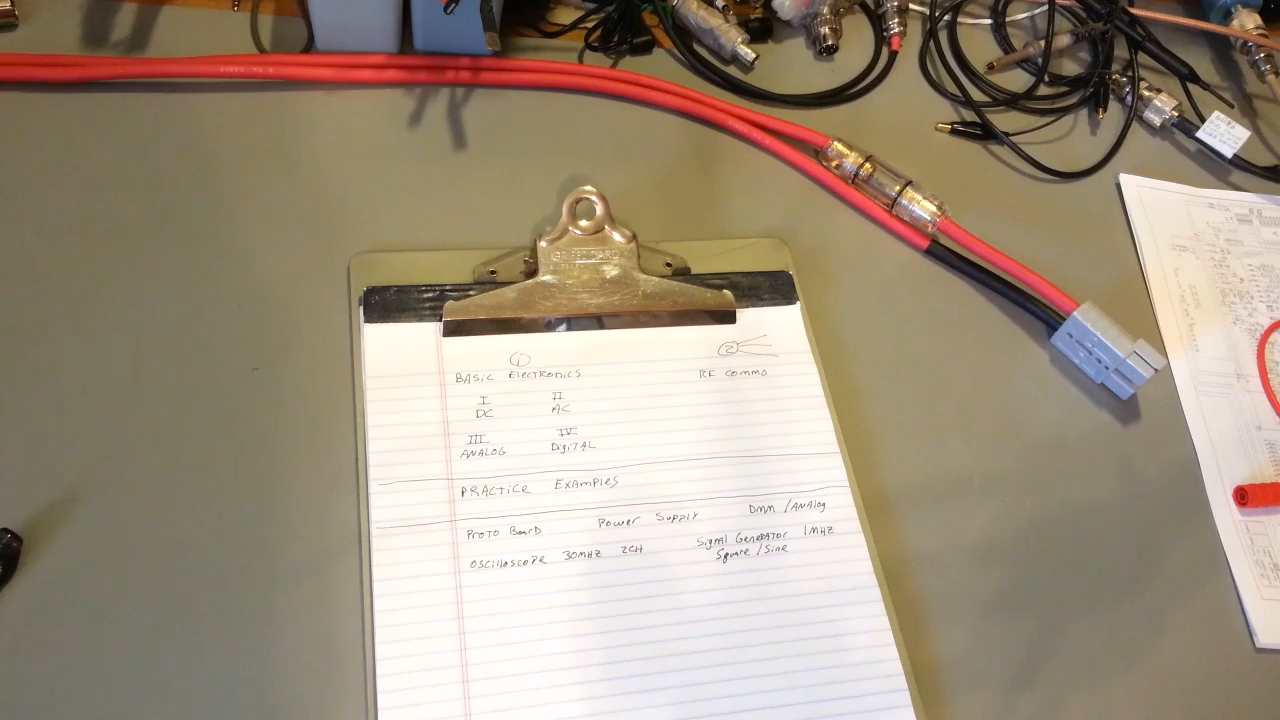 ① ②
BASIC ELECTRONICS RF COMMO
I II
DC AC
III IV
ANALOG DIGITAL
PRACTICE EXAMPLES
PROTO BOARD POWER SUPPLY DMM / ANALOG
OSCILLOSCOPE 30MHZ 2CH Signal Generator 1MHZ
Square / Sine